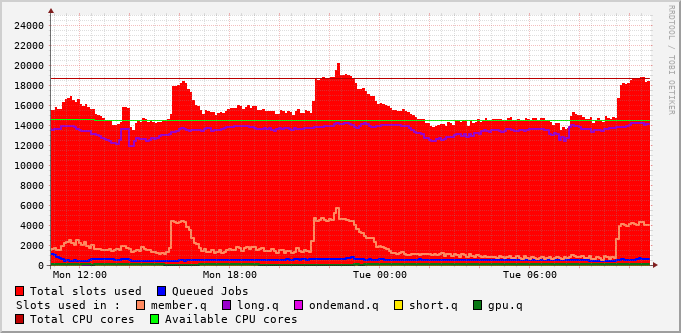 RRDTOOL / TOBI OETIKER
24000
22000
20000
18000
16000
14000
12000
10000
8000
6000
4000
2000
0
Mon 12:00 Mon 18:00 Tue 00:00 Tue 06:00
Total slots used Queued Jobs
Slots used in : member.q long.q ondemand.q short.q gpu.q
Total CPU cores Available CPU cores